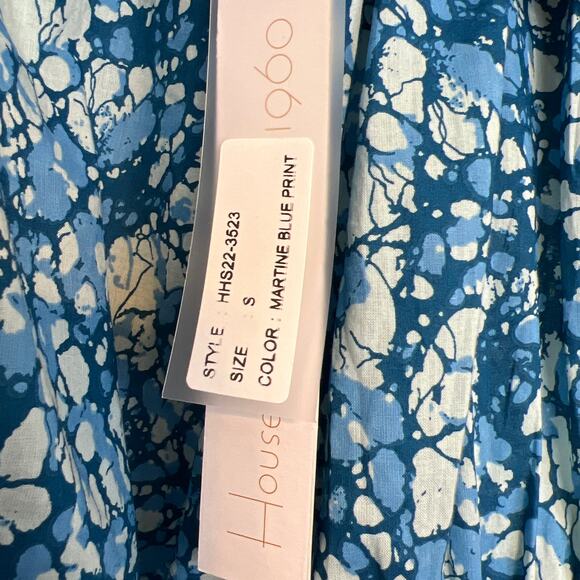 STYLE : HHS22-3523
SIZE : S
COLOR : MARTINE BLUE PRINT
House
1960